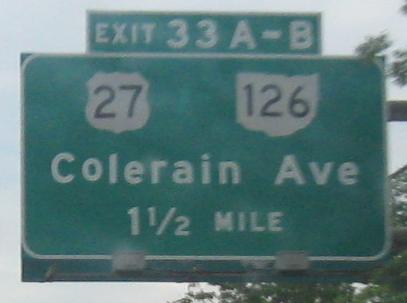 EXIT 33 A-B
27 126
Colerain Ave
1 1/2 MILE